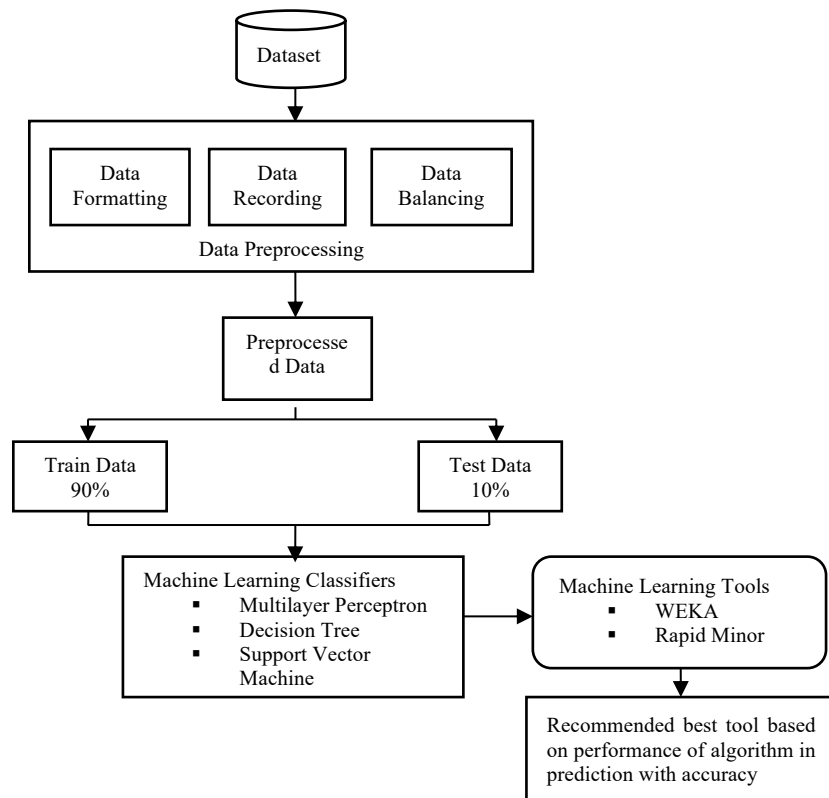 Dataset
Data
Formatting
Data
Recording
Data
Balancing
Data Preprocessing
Preprocesse
d Data
Train Data
90%
Test Data
10%
Machine Learning Classifiers
▪ Multilayer Perceptron
▪ Decision Tree
▪ Support Vector
Machine
Machine Learning Tools
▪ WEKA
▪ Rapid Minor
Recommended best tool based
on performance of algorithm in
prediction with accuracy